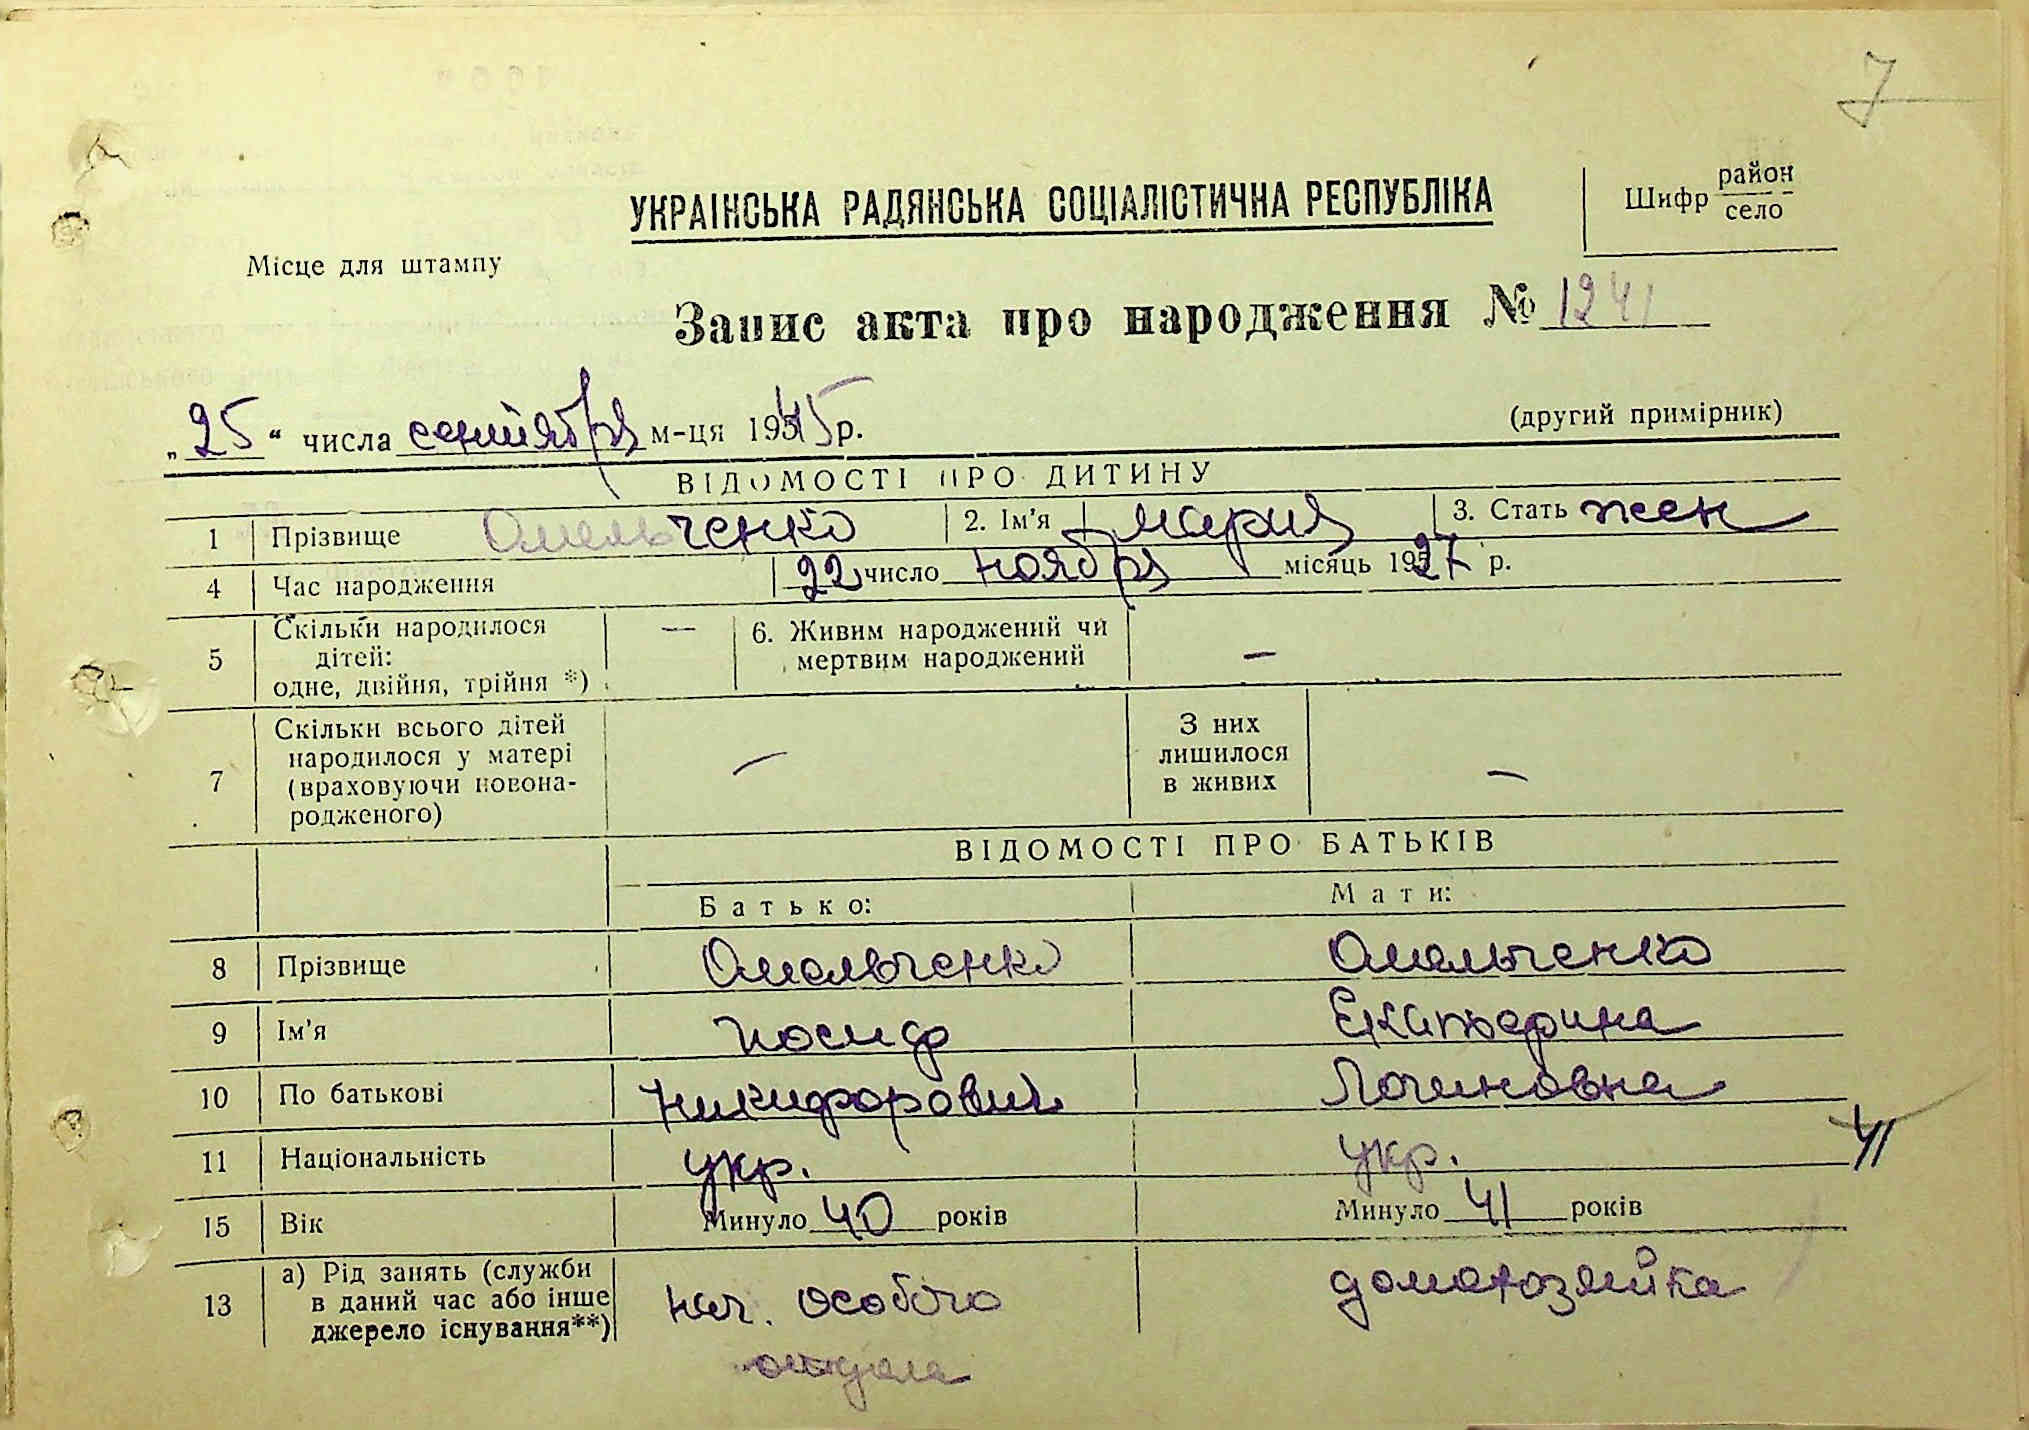 7
УКРАЇНСЬКА РАДЯНСЬКА СОЦІАЛІСТИЧНА РЕСПУБЛІКА
Шифр район
село
Місце для штампу
Запис акта про народження № 1241
„25" числа сентября м-ця 1945 р.
(другий примірник)
ВІДОМОСТІ ПРО ДИТИНУ
1 Прізвище Омельченко 2. Ім'я Мария 3. Стать жен
4 Час народження 22 число ноября місяць 1927 р.
5 Скільки народилося дітей: одне, двійня, трійня *) — 6. Живим народжений чи мертвим народжений —
7 Скільки всього дітей народилося у матері (враховуючи новонародженого) — З них лишилося в живих —
ВІДОМОСТІ ПРО БАТЬКІВ
Батько: Мати:
8 Прізвище Омельченко Омельченко
9 Ім'я Иосиф Екатерина
10 По батькові Никифорович Логиновна
11 Національність укр. укр.
41
15 Вік Минуло 40 років Минуло 41 років
13 а) Рід занять (служби в даний час або інше джерело існування**) нач. особого домохозяйка
отдела